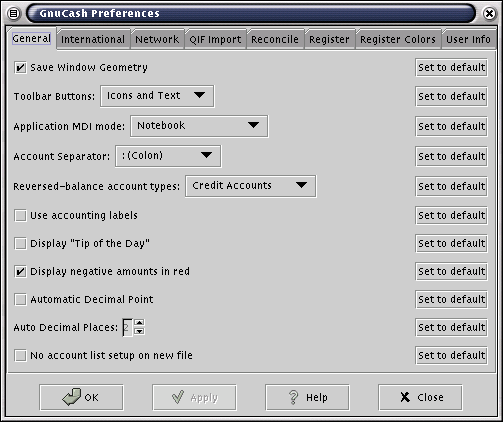 GnuCash Preferences
General International Network QIF Import Reconcile Register Register Colors User Info
Save Window Geometry Set to default
Toolbar Buttons: Icons and Text Set to default
Application MDI mode: Notebook Set to default
Account Separator: : (Colon) Set to default
Reversed-balance account types: Credit Accounts Set to default
Use accounting labels Set to default
Display "Tip of the Day" Set to default
Display negative amounts in red Set to default
Automatic Decimal Point Set to default
Auto Decimal Places: 2 Set to default
No account list setup on new file Set to default
OK Apply Help Close